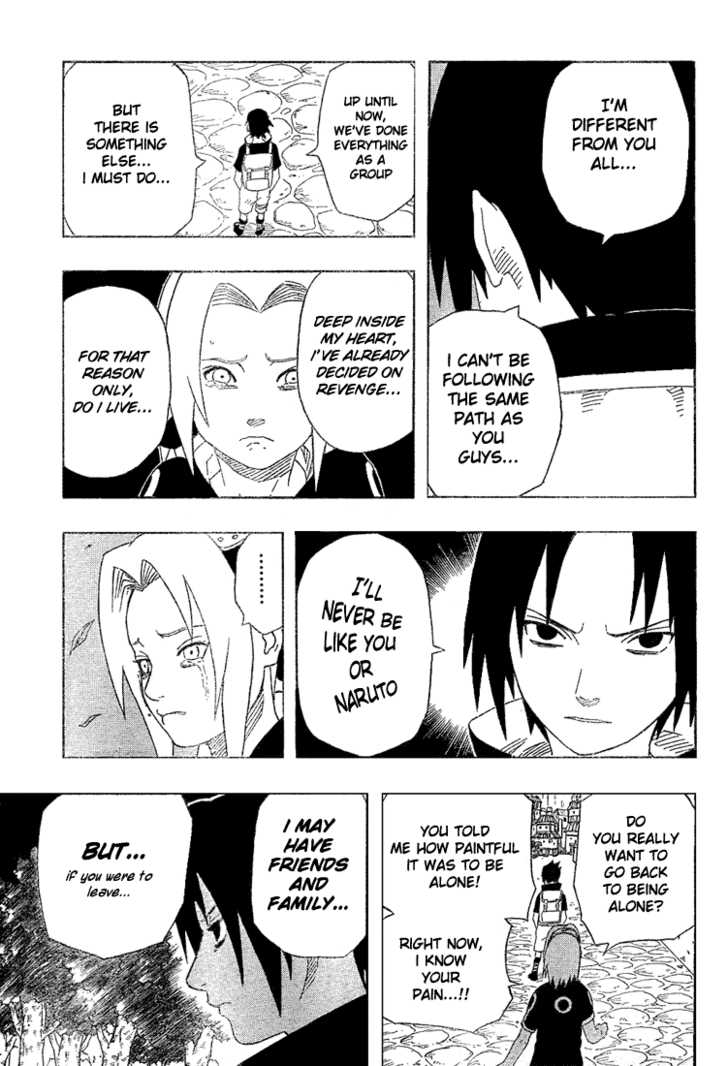 I'M
DIFFERENT
FROM YOU
ALL...
I CAN'T BE
FOLLOWING
THE SAME
PATH AS
YOU
GUYS...
UP UNTIL
NOW,
WE'VE DONE
EVERYTHING
AS A
GROUP
BUT
THERE IS
SOMETHING
ELSE...
I MUST DO...
DEEP INSIDE
MY HEART,
I'VE ALREADY
DECIDED ON
REVENGE...
FOR THAT
REASON
ONLY,
DO I LIVE...
I'LL
NEVER BE
LIKE YOU
OR
NARUTO
.........
DO
YOU REALLY
WANT TO
GO BACK
TO BEING
ALONE?
YOU TOLD
ME HOW PAINFUL
IT WAS TO BE
ALONE!
RIGHT NOW,
I KNOW
YOUR
PAIN...!!
I MAY
HAVE
FRIENDS
AND
FAMILY...
BUT...
if you were to
leave...